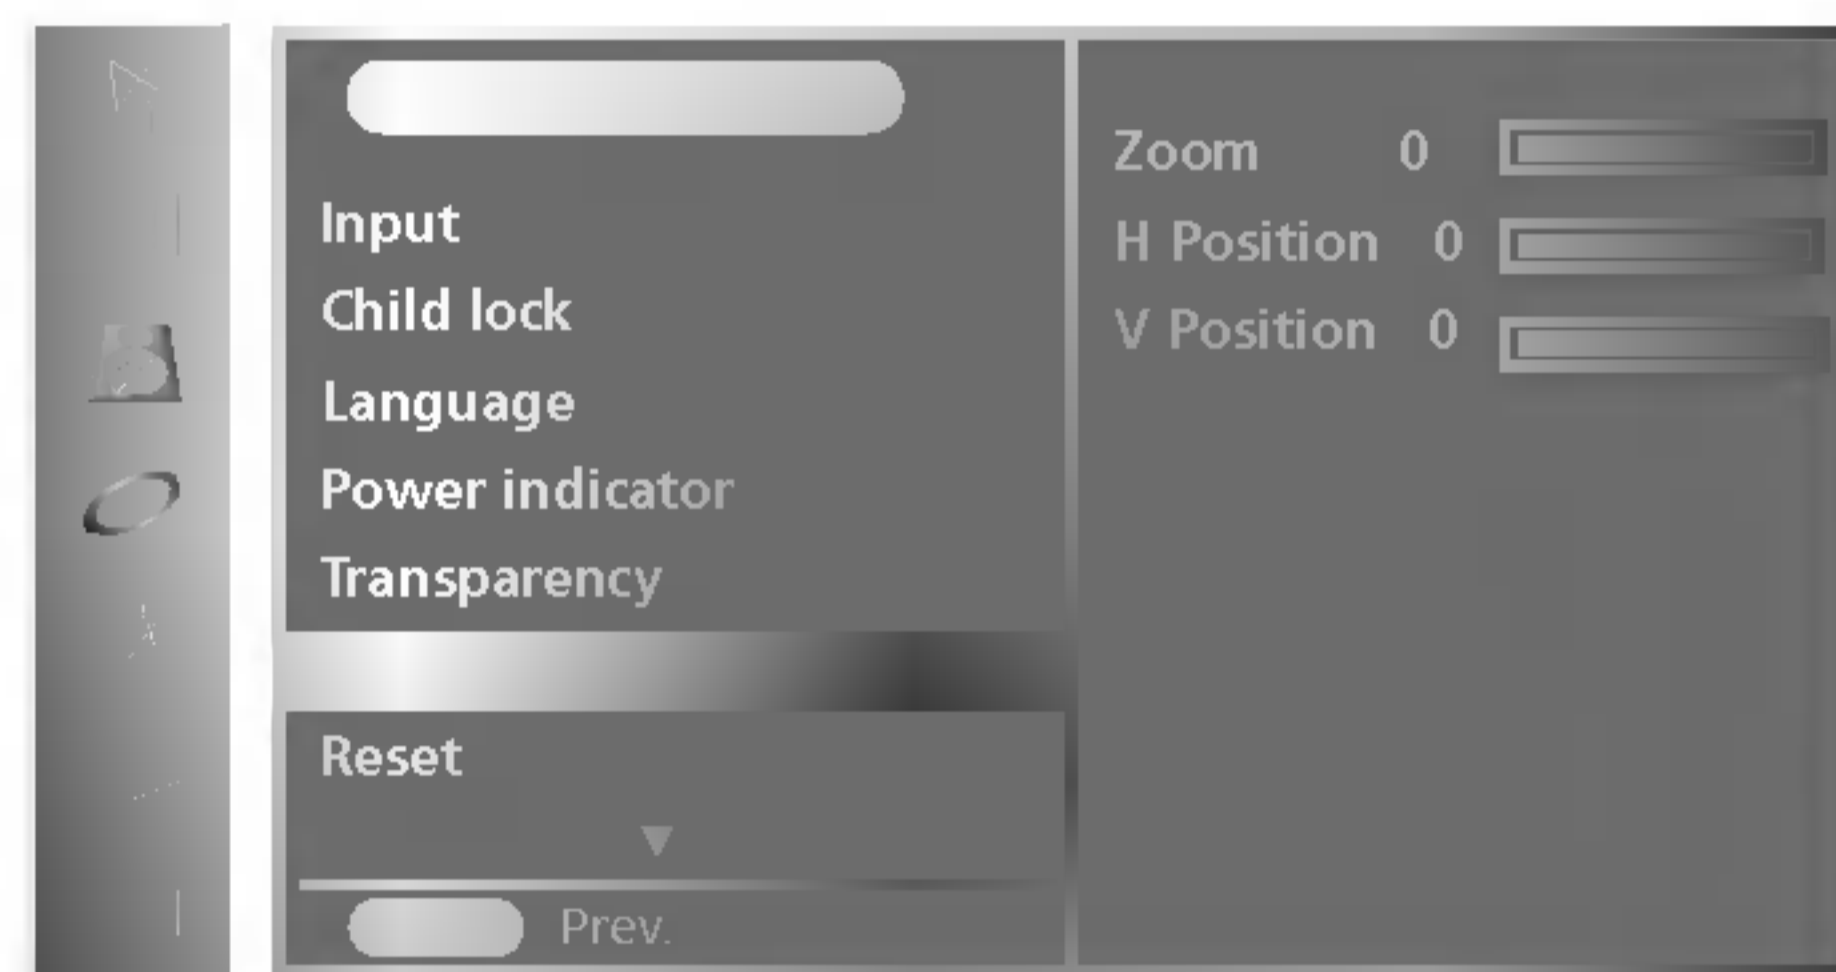 Input
Child lock
Language
Power indicator
Transparency
Reset
▼
Prev.
Zoom 0
H Position 0
V Position 0